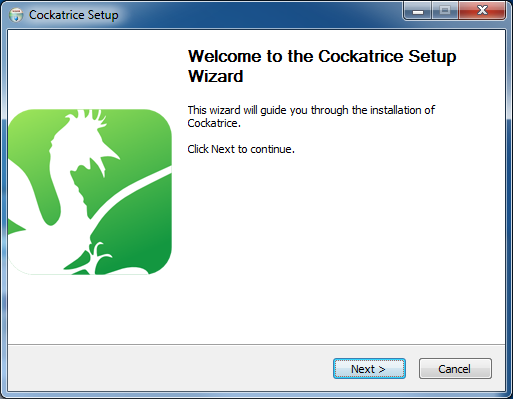 Cockatrice Setup
Welcome to the Cockatrice Setup
Wizard
This wizard will guide you through the installation of
Cockatrice.
Click Next to continue.
Next >
Cancel